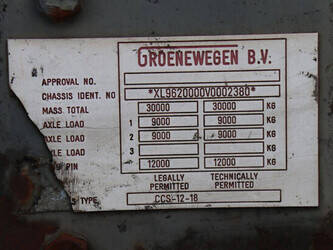 GROENEWEGEN B.V.
APPROVAL NO.
CHASSIS IDENT. NO *XL9620000V0002380*
MASS TOTAL 30000 30000 KG
AXLE LOAD 1 9000 9000 KG
AXLE LOAD 2 9000 9000 KG
AXLE LOAD 3 KG
PIN 12000 12000 KG
LEGALLY PERMITTED TECHNICALLY PERMITTED
TYPE CCS-12-18